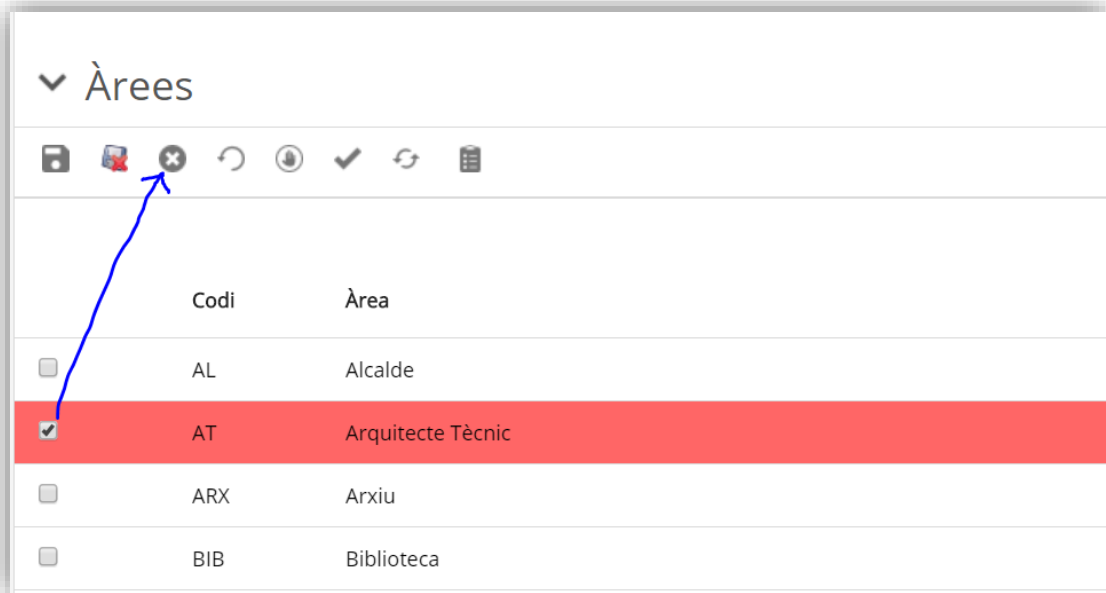 Àrees
Codi Àrea
AL Alcalde
AT Arquitecte Tècnic
ARX Arxiu
BIB Biblioteca